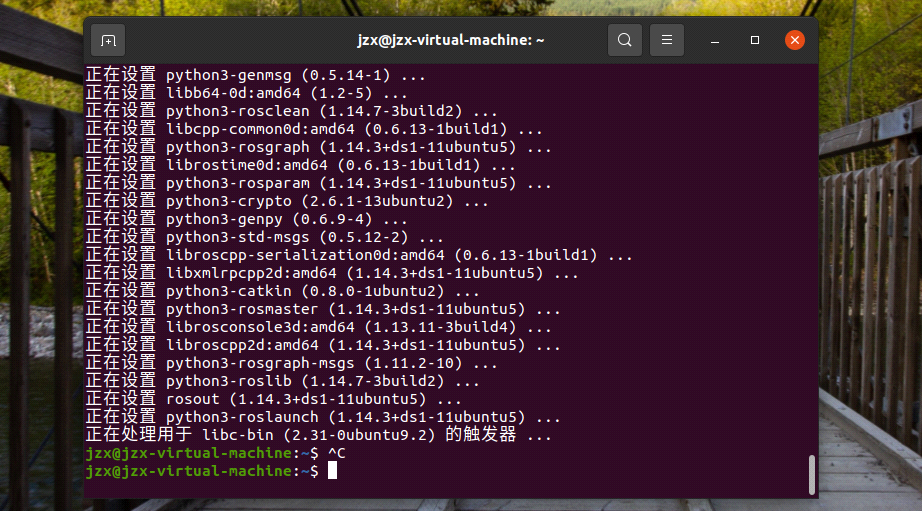 jzx@jzx-virtual-machine: ~
正在设置 python3-genmsg (0.5.14-1) ...
正在设置 libb64-0d:amd64 (1.2-5) ...
正在设置 python3-rosclean (1.14.7-3build2) ...
正在设置 libcpp-common0d:amd64 (0.6.13-1build1) ...
正在设置 python3-rosgraph (1.14.3+ds1-11ubuntu5) ...
正在设置 librostime0d:amd64 (0.6.13-1build1) ...
正在设置 python3-rosparam (1.14.3+ds1-11ubuntu5) ...
正在设置 python3-crypto (2.6.1-13ubuntu2) ...
正在设置 python3-genpy (0.6.9-4) ...
正在设置 python3-std-msgs (0.5.12-2) ...
正在设置 libroscpp-serialization0d:amd64 (0.6.13-1build1) ...
正在设置 libxmlrpcpp2d:amd64 (1.14.3+ds1-11ubuntu5) ...
正在设置 python3-catkin (0.8.0-1ubuntu2) ...
正在设置 python3-rosmaster (1.14.3+ds1-11ubuntu5) ...
正在设置 librosconsole3d:amd64 (1.13.11-3build4) ...
正在设置 libroscpp2d:amd64 (1.14.3+ds1-11ubuntu5) ...
正在设置 python3-rosgraph-msgs (1.11.2-10) ...
正在设置 python3-roslib (1.14.7-3build2) ...
正在设置 rosout (1.14.3+ds1-11ubuntu5) ...
正在设置 python3-roslaunch (1.14.3+ds1-11ubuntu5) ...
正在处理用于 libc-bin (2.31-0ubuntu9.2) 的触发器 ...
jzx@jzx-virtual-machine:~$ ^C
jzx@jzx-virtual-machine:~$